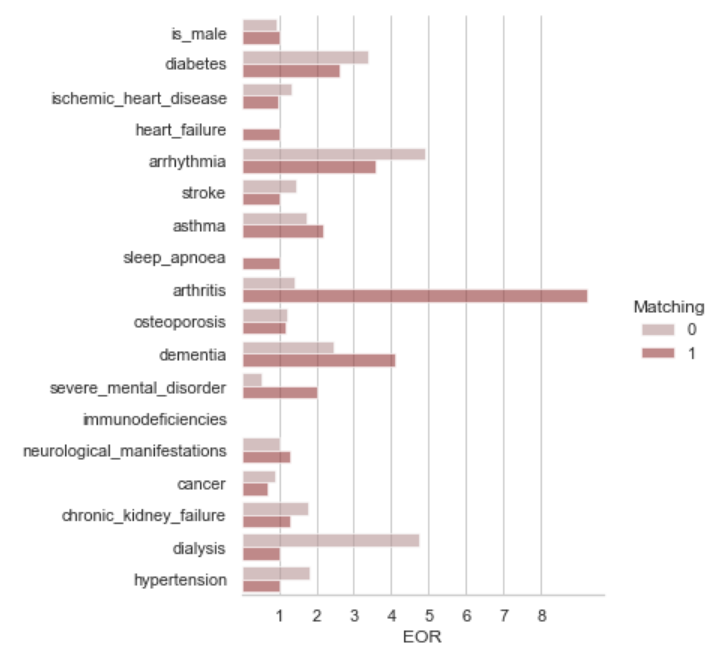 is_male
diabetes
ischemic_heart_disease
heart_failure
arrhythmia
stroke
asthma
sleep_apnoea
arthritis
osteoporosis
dementia
severe_mental_disorder
immunodeficiencies
neurological_manifestations
cancer
chronic_kidney_failure
dialysis
hypertension
1 2 3 4 5 6 7 8
EOR
Matching
0
1